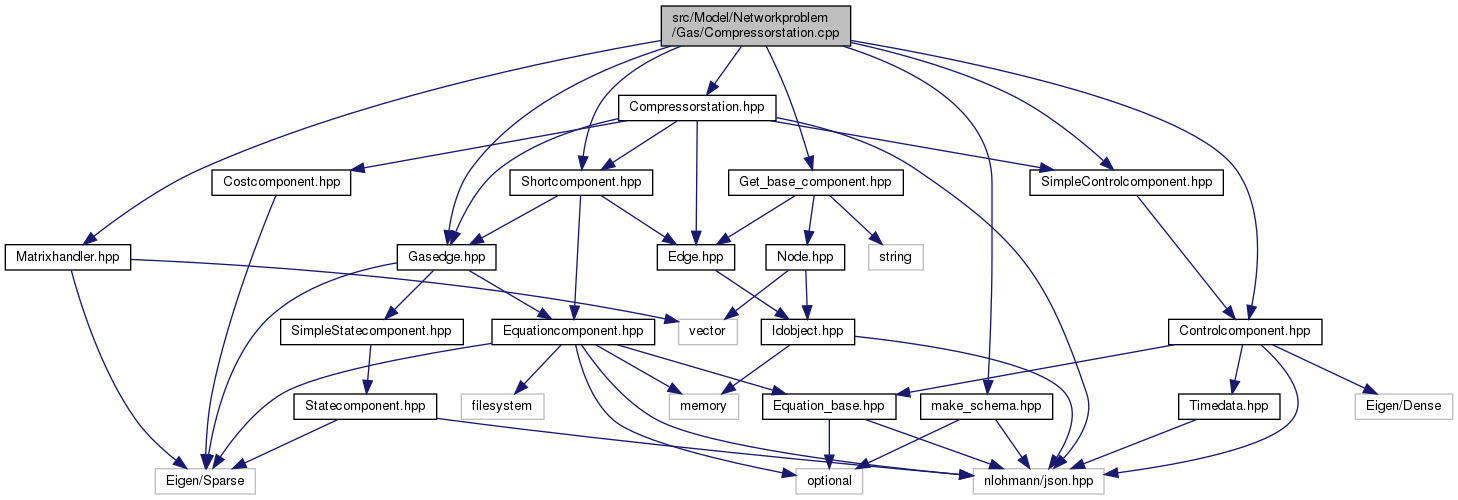 src/Model/Networkproblem
/Gas/Compressorstation.cpp
Compressorstation.hpp
Costcomponent.hpp
Shortcomponent.hpp
Get_base_component.hpp
SimpleControlcomponent.hpp
Matrixhandler.hpp
Gasedge.hpp
Edge.hpp
Node.hpp
string
SimpleStatecomponent.hpp
Equationcomponent.hpp
vector
Idobject.hpp
Controlcomponent.hpp
Statecomponent.hpp
filesystem
memory
Equation_base.hpp
make_schema.hpp
Timedata.hpp
Eigen/Dense
Eigen/Sparse
optional
nlohmann/json.hpp